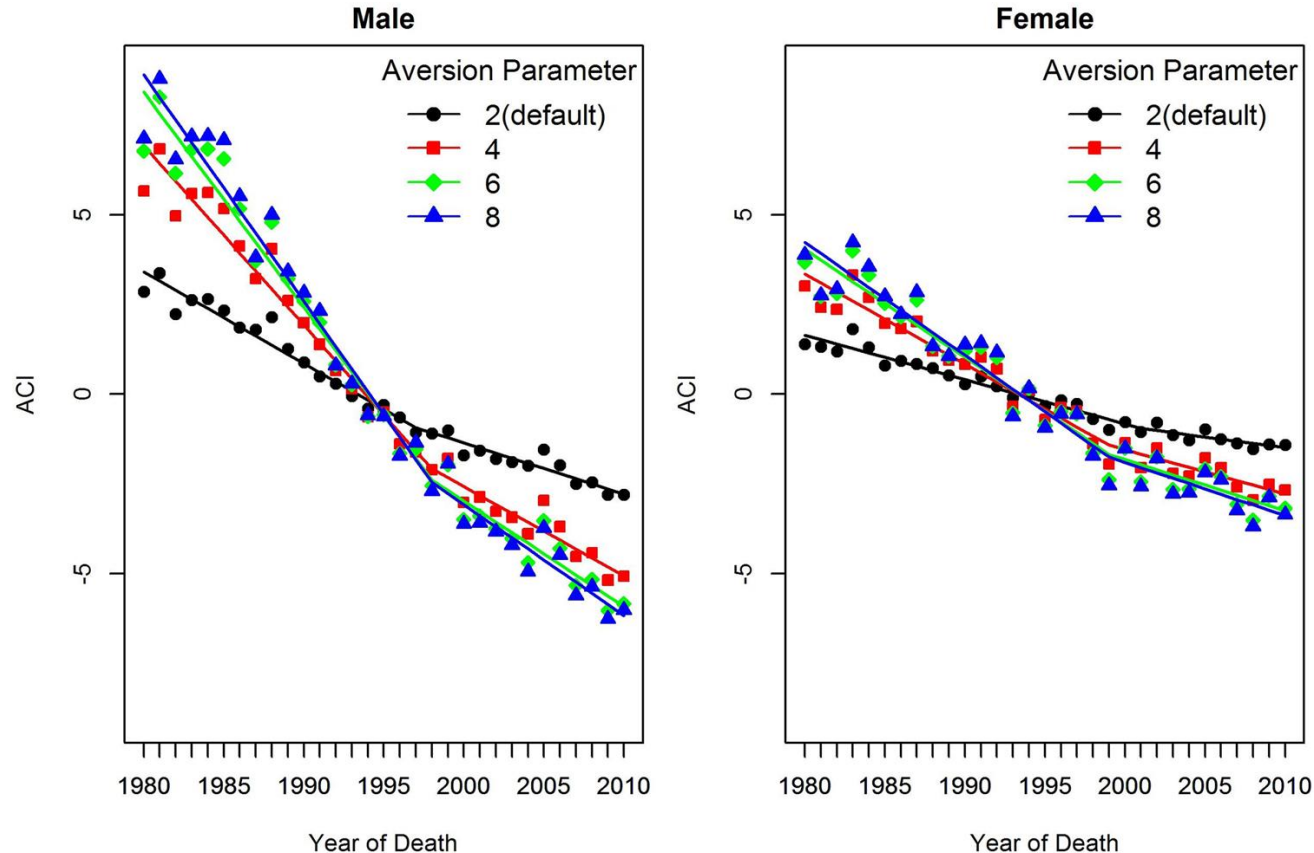 Male
Aversion Parameter
2(default)
4
6
8
ACI
5
0
-5
1980 1985 1990 1995 2000 2005 2010
Year of Death
Female
Aversion Parameter
2(default)
4
6
8
ACI
5
0
-5
1980 1985 1990 1995 2000 2005 2010
Year of Death